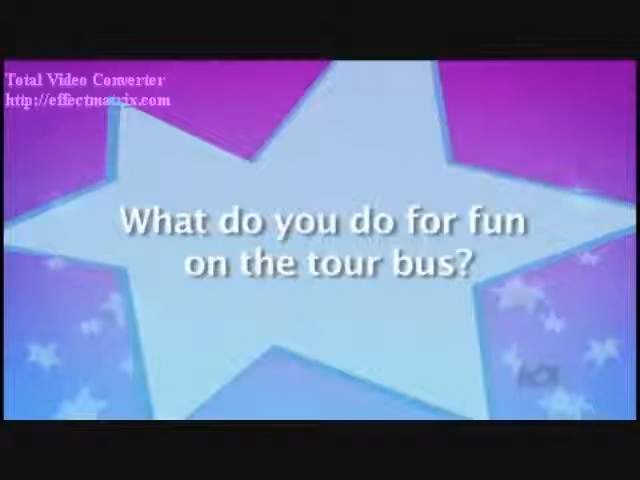 Total Video Converter
http://effectmatrix.com
What do you do for fun
on the tour bus?